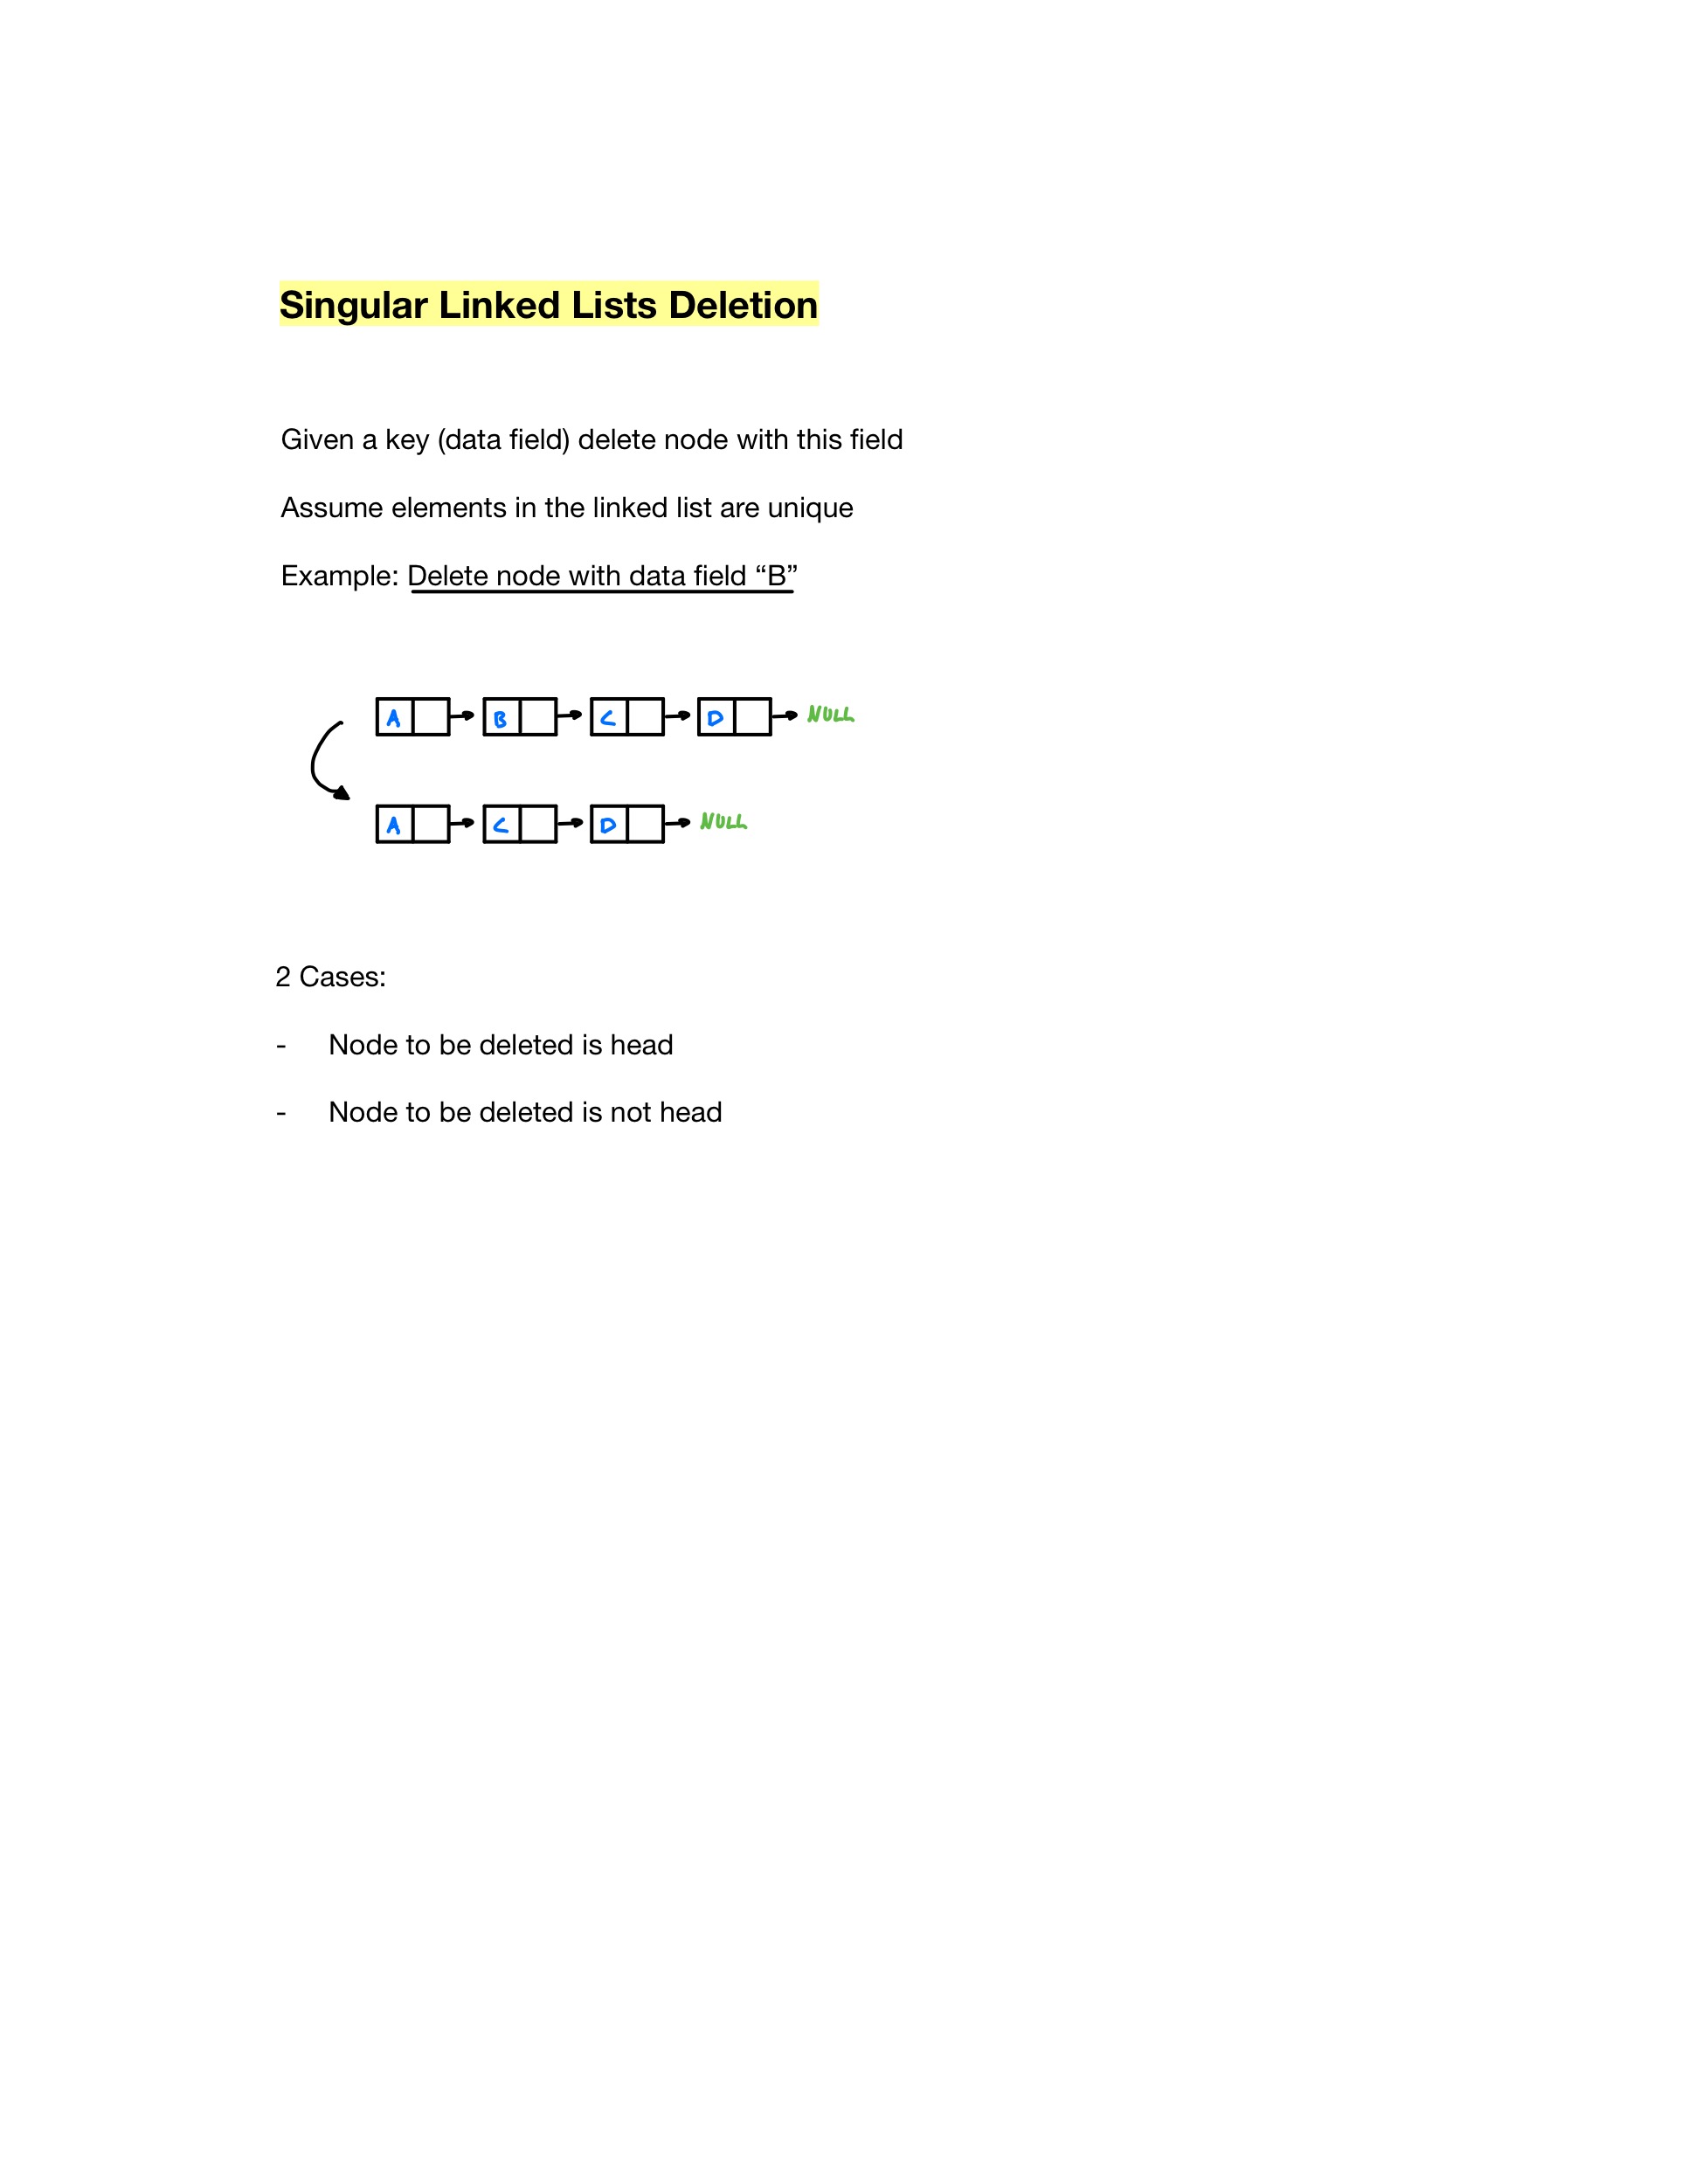 Singular Linked Lists Deletion
Given a key (data field) delete node with this field
Assume elements in the linked list are unique
Example: Delete node with data field “B”
A B C D NULL
A C D NULL
2 Cases:
- Node to be deleted is head
- Node to be deleted is not head